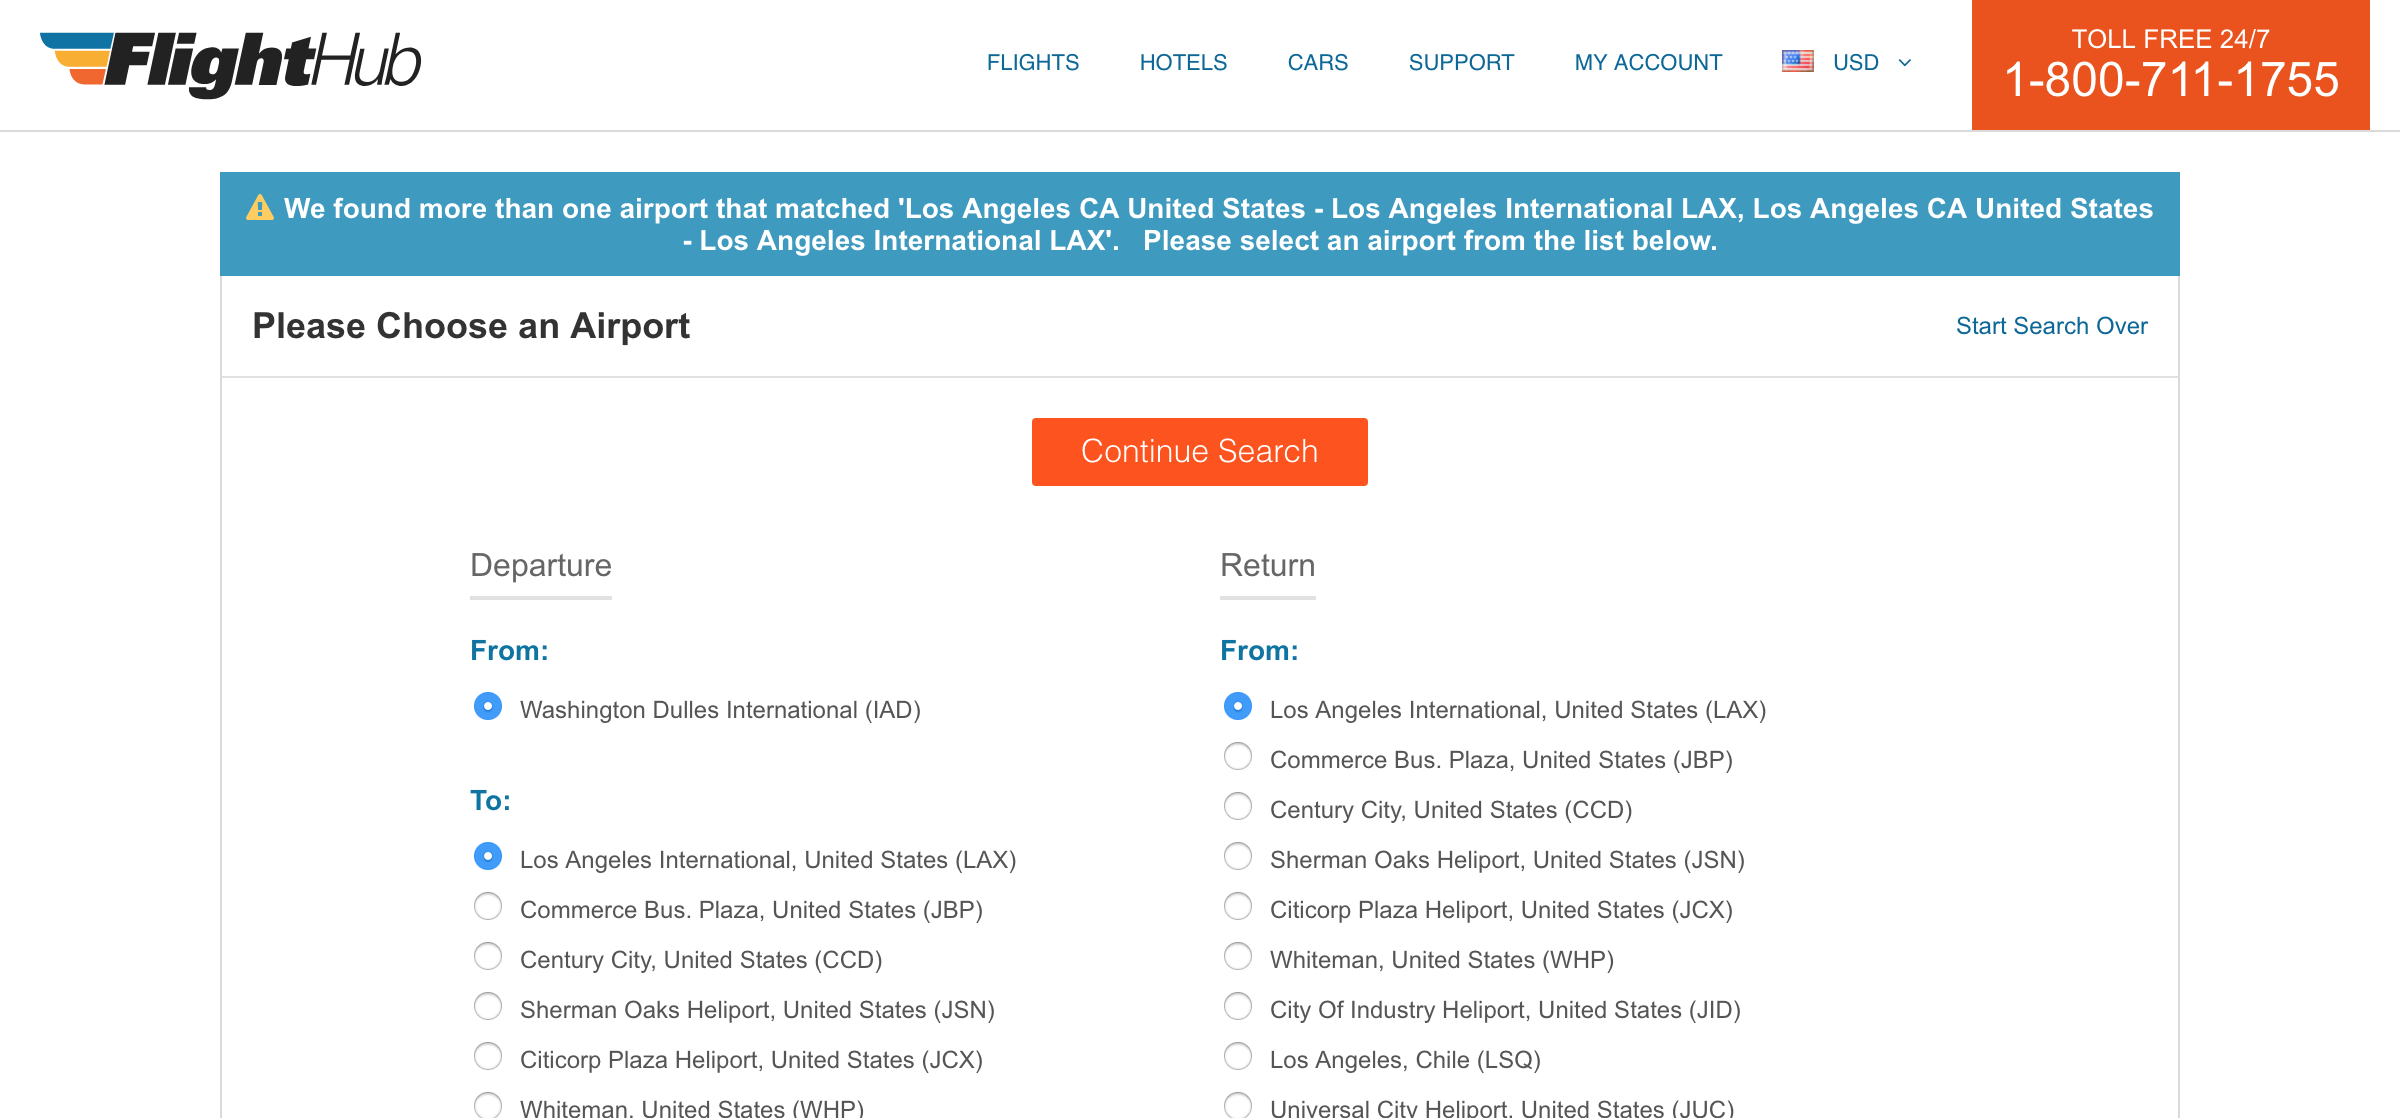 FlightHub
FLIGHTS
HOTELS
CARS
SUPPORT
MY ACCOUNT
USD
TOLL FREE 24/7
1-800-711-1755
We found more than one airport that matched 'Los Angeles CA United States - Los Angeles International LAX, Los Angeles CA United States
- Los Angeles International LAX'. Please select an airport from the list below.
Please Choose an Airport
Start Search Over
Continue Search
Departure
From:
Washington Dulles International (IAD)
To:
Los Angeles International, United States (LAX)
Commerce Bus. Plaza, United States (JBP)
Century City, United States (CCD)
Sherman Oaks Heliport, United States (JSN)
Citicorp Plaza Heliport, United States (JCX)
Whiteman, United States (WHP)
Return
From:
Los Angeles International, United States (LAX)
Commerce Bus. Plaza, United States (JBP)
Century City, United States (CCD)
Sherman Oaks Heliport, United States (JSN)
Citicorp Plaza Heliport, United States (JCX)
Whiteman, United States (WHP)
City Of Industry Heliport, United States (JID)
Los Angeles, Chile (LSQ)
Universal City Heliport, United States (JUC)